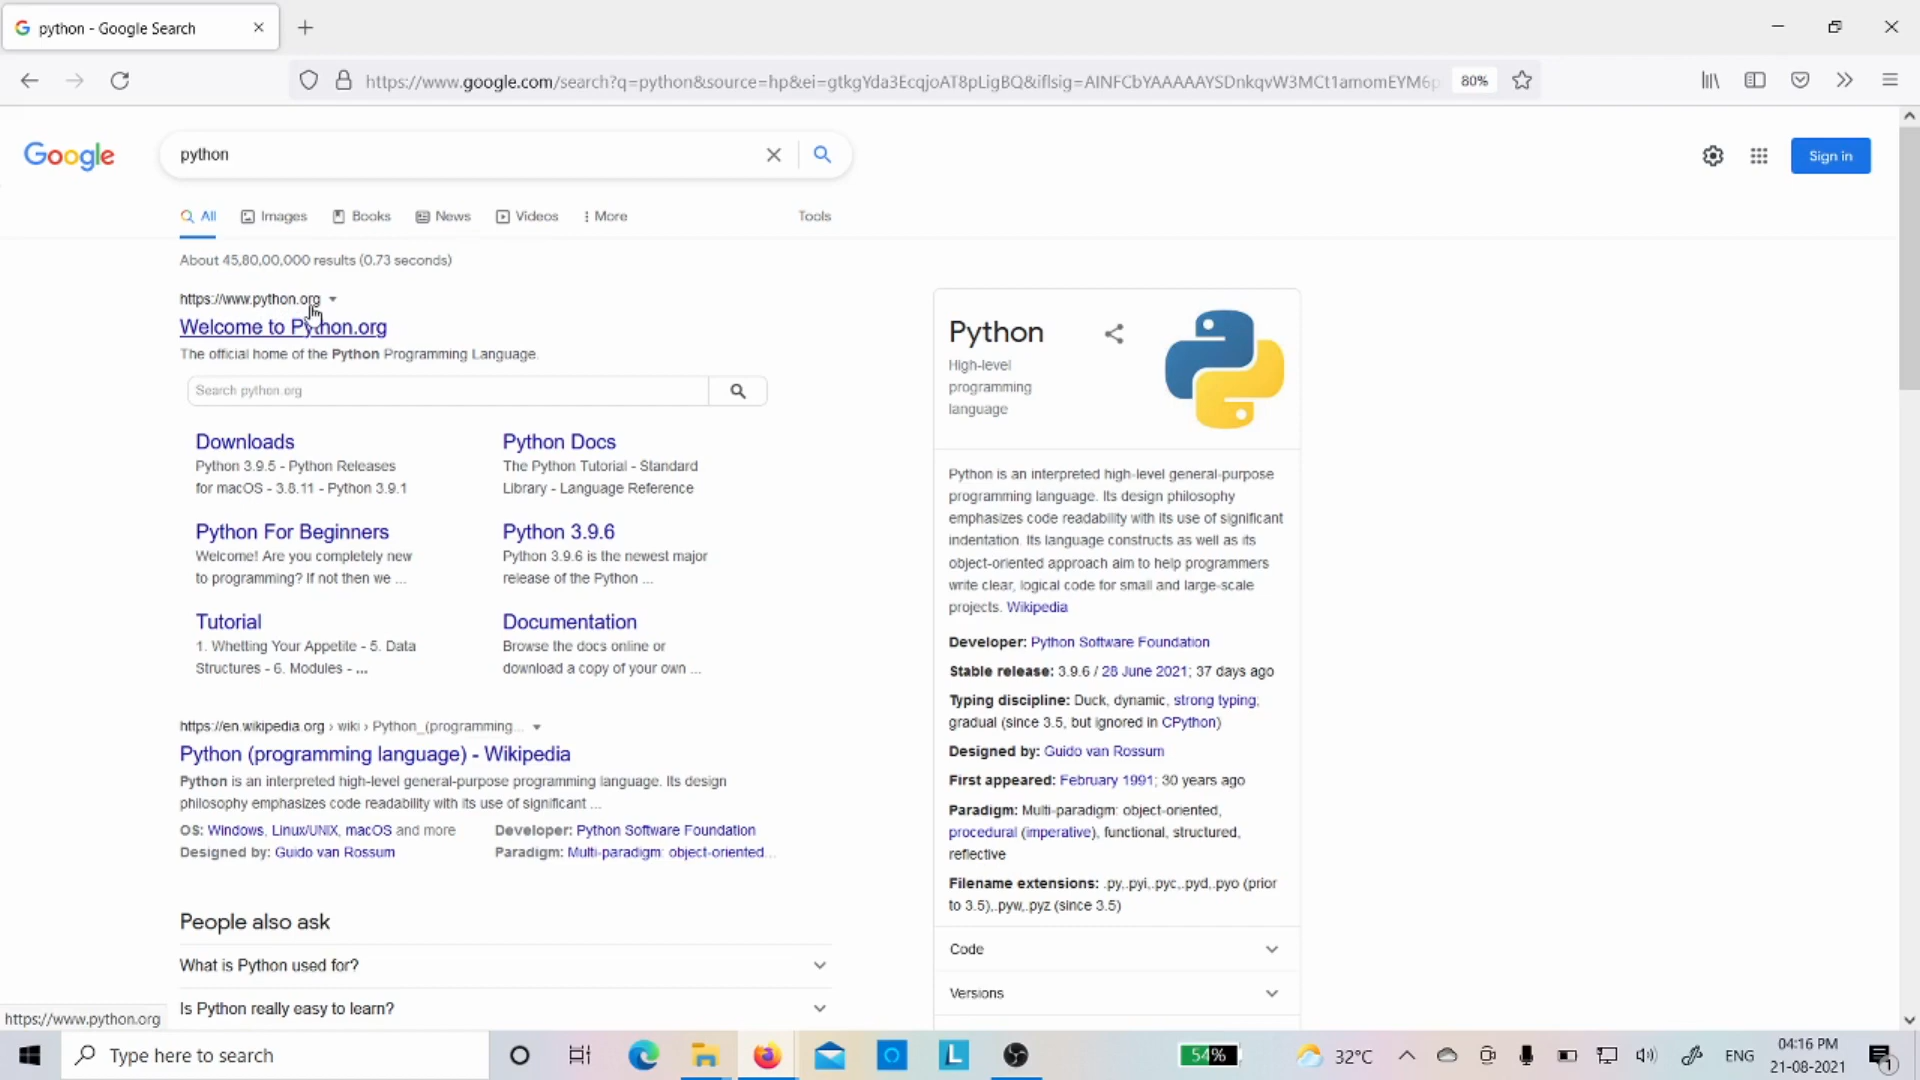 python - Google Search
https://www.google.com/search?q=python&source=hp&ei=gtkgYda3EcqjoAT8pLigBQ&iflsig=AINFCbYAAAAAYSDnkqvW3MCt1amomEYM6p
80%
Google
python
Sign in
All
Images
Books
News
Videos
More
Tools
About 45,80,00,000 results (0.73 seconds)
https://www.python.org
Welcome to Python.org
The official home of the Python Programming Language.
Search python.org
Downloads
Python 3.9.5 - Python Releases
for macOS - 3.8.11 - Python 3.9.1
Python Docs
The Python Tutorial - Standard
Library - Language Reference
Python For Beginners
Welcome! Are you completely new
to programming? If not then we ...
Python 3.9.6
Python 3.9.6 is the newest major
release of the Python ...
Tutorial
1. Whetting Your Appetite - 5. Data
Structures - 6. Modules - ...
Documentation
Browse the docs online or
download a copy of your own ...
https://en.wikipedia.org › wiki › Python_(programming...
Python (programming language) - Wikipedia
Python is an interpreted high-level general-purpose programming language. Its design
philosophy emphasizes code readability with its use of significant ...
OS: Windows, Linux/UNIX, macOS and more
Developer: Python Software Foundation
Designed by: Guido van Rossum
Paradigm: Multi-paradigm: object-oriented...
People also ask
What is Python used for?
Is Python really easy to learn?
Python
High-level
programming
language
Python is an interpreted high-level general-purpose
programming language. Its design philosophy
emphasizes code readability with its use of significant
indentation. Its language constructs as well as its
object-oriented approach aim to help programmers
write clear, logical code for small and large-scale
projects. Wikipedia
Developer: Python Software Foundation
Stable release: 3.9.6 / 28 June 2021; 37 days ago
Typing discipline: Duck, dynamic, strong typing;
gradual (since 3.5, but ignored in CPython)
Designed by: Guido van Rossum
First appeared: February 1991; 30 years ago
Paradigm: Multi-paradigm: object-oriented,
procedural (imperative), functional, structured,
reflective
Filename extensions: .py,.pyi,.pyc,.pyd,.pyo (prior
to 3.5),.pyw,.pyz (since 3.5)
Code
Versions
https://www.python.org
Type here to search
L
54%
32°C
ENG
04:16 PM
21-08-2021
1